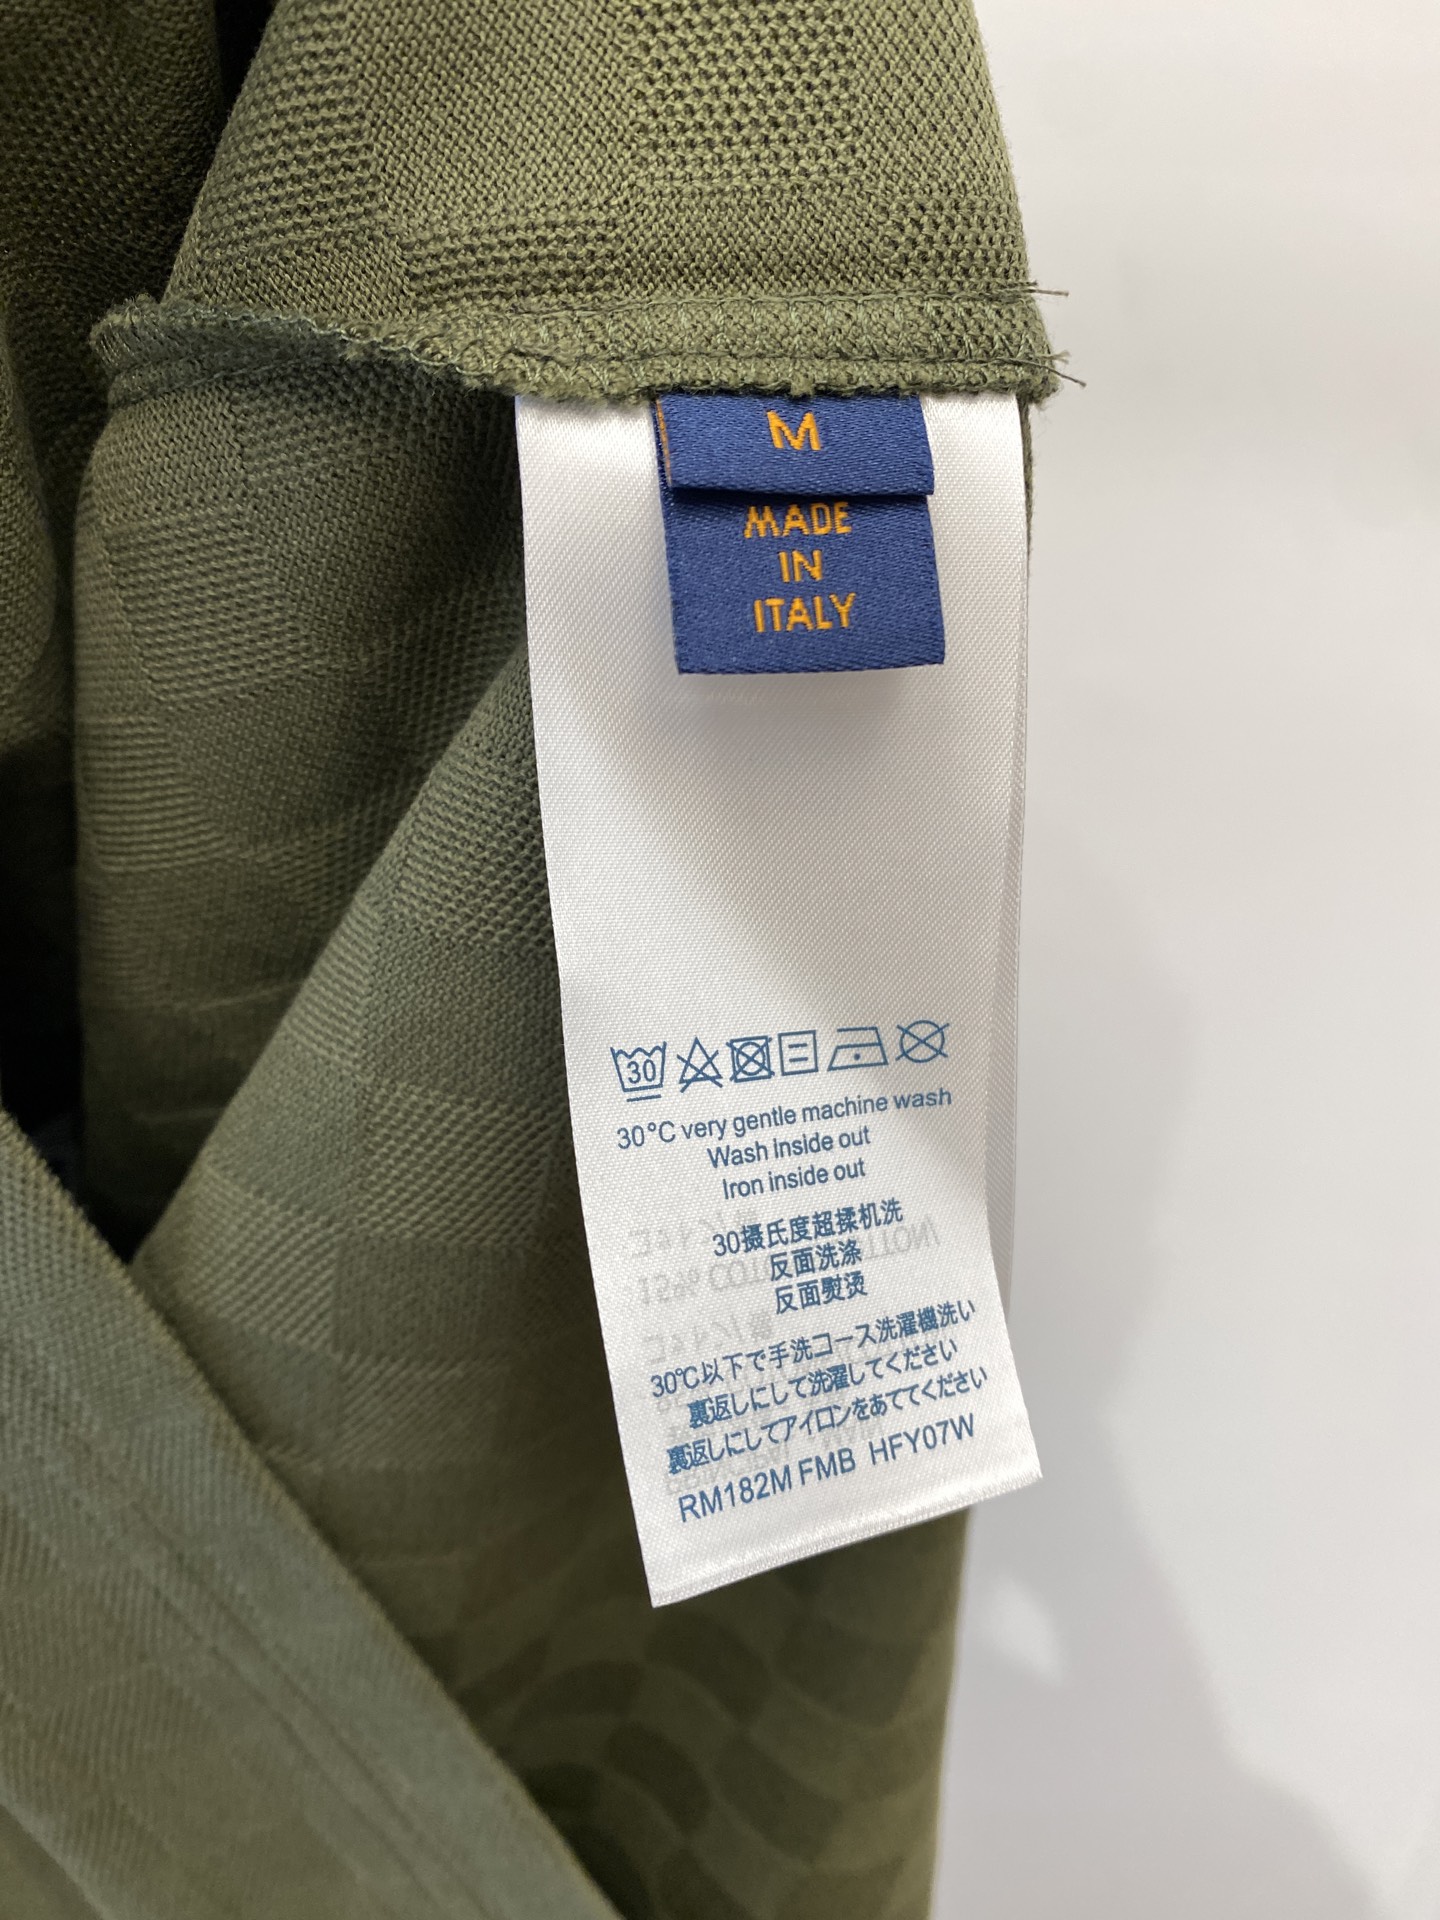 M
MADE
IN
ITALY
30
30°C very gentle machine wash
Wash inside out
Iron inside out
30摄氏度超揉机洗
反面洗涤
反面熨烫
30℃以下で手洗コース洗濯機洗い
裏返しにして洗濯してください
裏返しにしてアイロンをあててください
RM182M FMB HFY07W